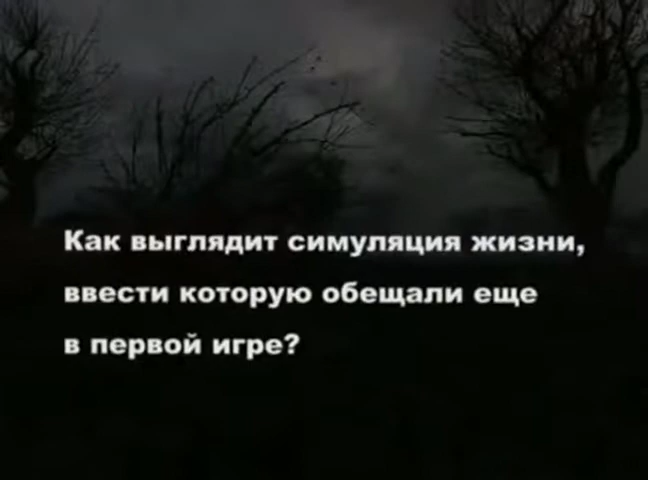 Как выглядит симуляция жизни,
ввести которую обещали еще
в первой игре?